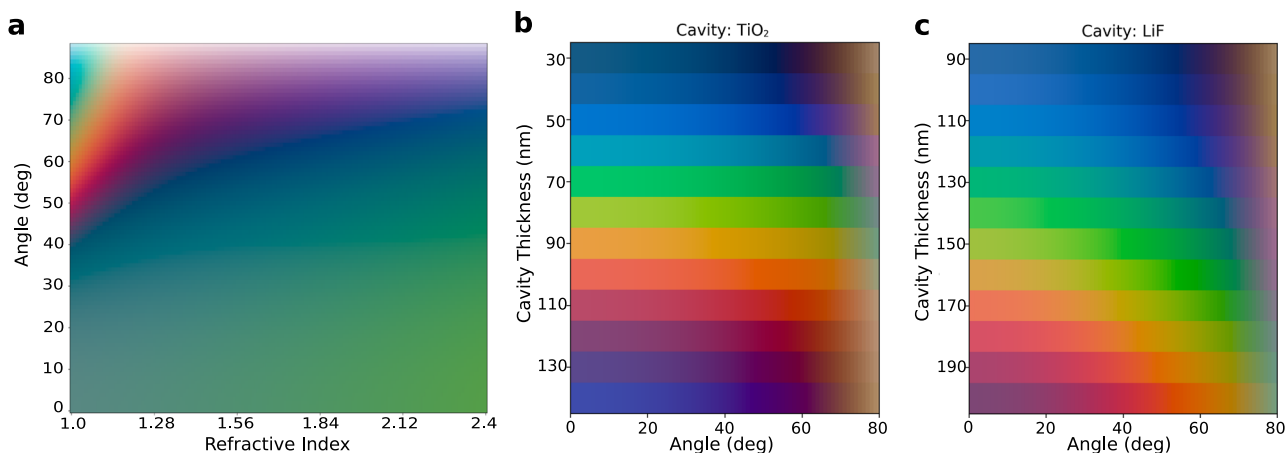 a
80
70
60
50
40
30
20
10
0
Angle (deg)
1.0 1.28 1.56 1.84 2.12 2.4
Refractive Index
b
Cavity: TiO₂
30
50
70
90
110
130
Cavity Thickness (nm)
0 20 40 60 80
Angle (deg)
c
Cavity: LiF
90
110
130
150
170
190
Cavity Thickness (nm)
0 20 40 60 80
Angle (deg)